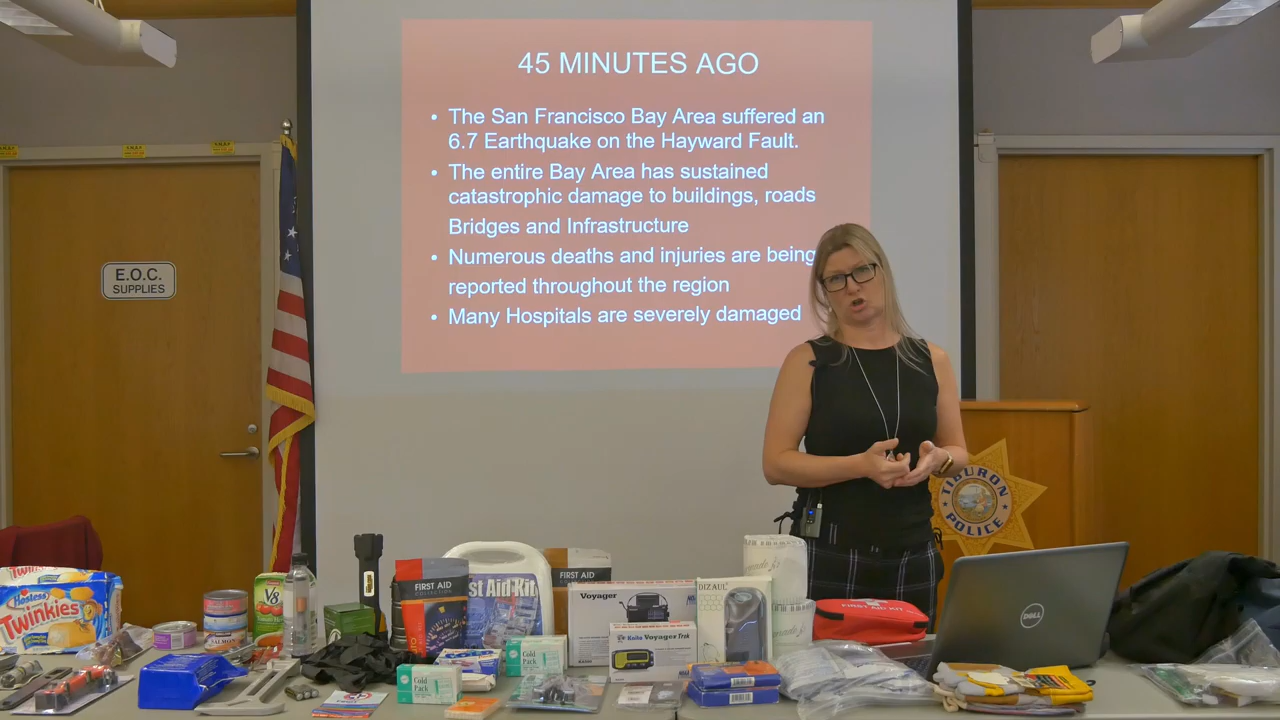 45 MINUTES AGO
• The San Francisco Bay Area suffered an
6.7 Earthquake on the Hayward Fault.
• The entire Bay Area has sustained
catastrophic damage to buildings, roads
Bridges and Infrastructure
• Numerous deaths and injuries are being
reported throughout the region
• Many Hospitals are severely damaged
E.O.C.
SUPPLIES
TIBURON
POLICE
Hostess
Twinkies
V8
SALMON
FIRST AID
st Aid Kit
FIRST AID
Voyager
Kaito Voyager Trek
DIZAUL
FIRST AID KIT
Cold
Pack
Cold
Pack
DELL